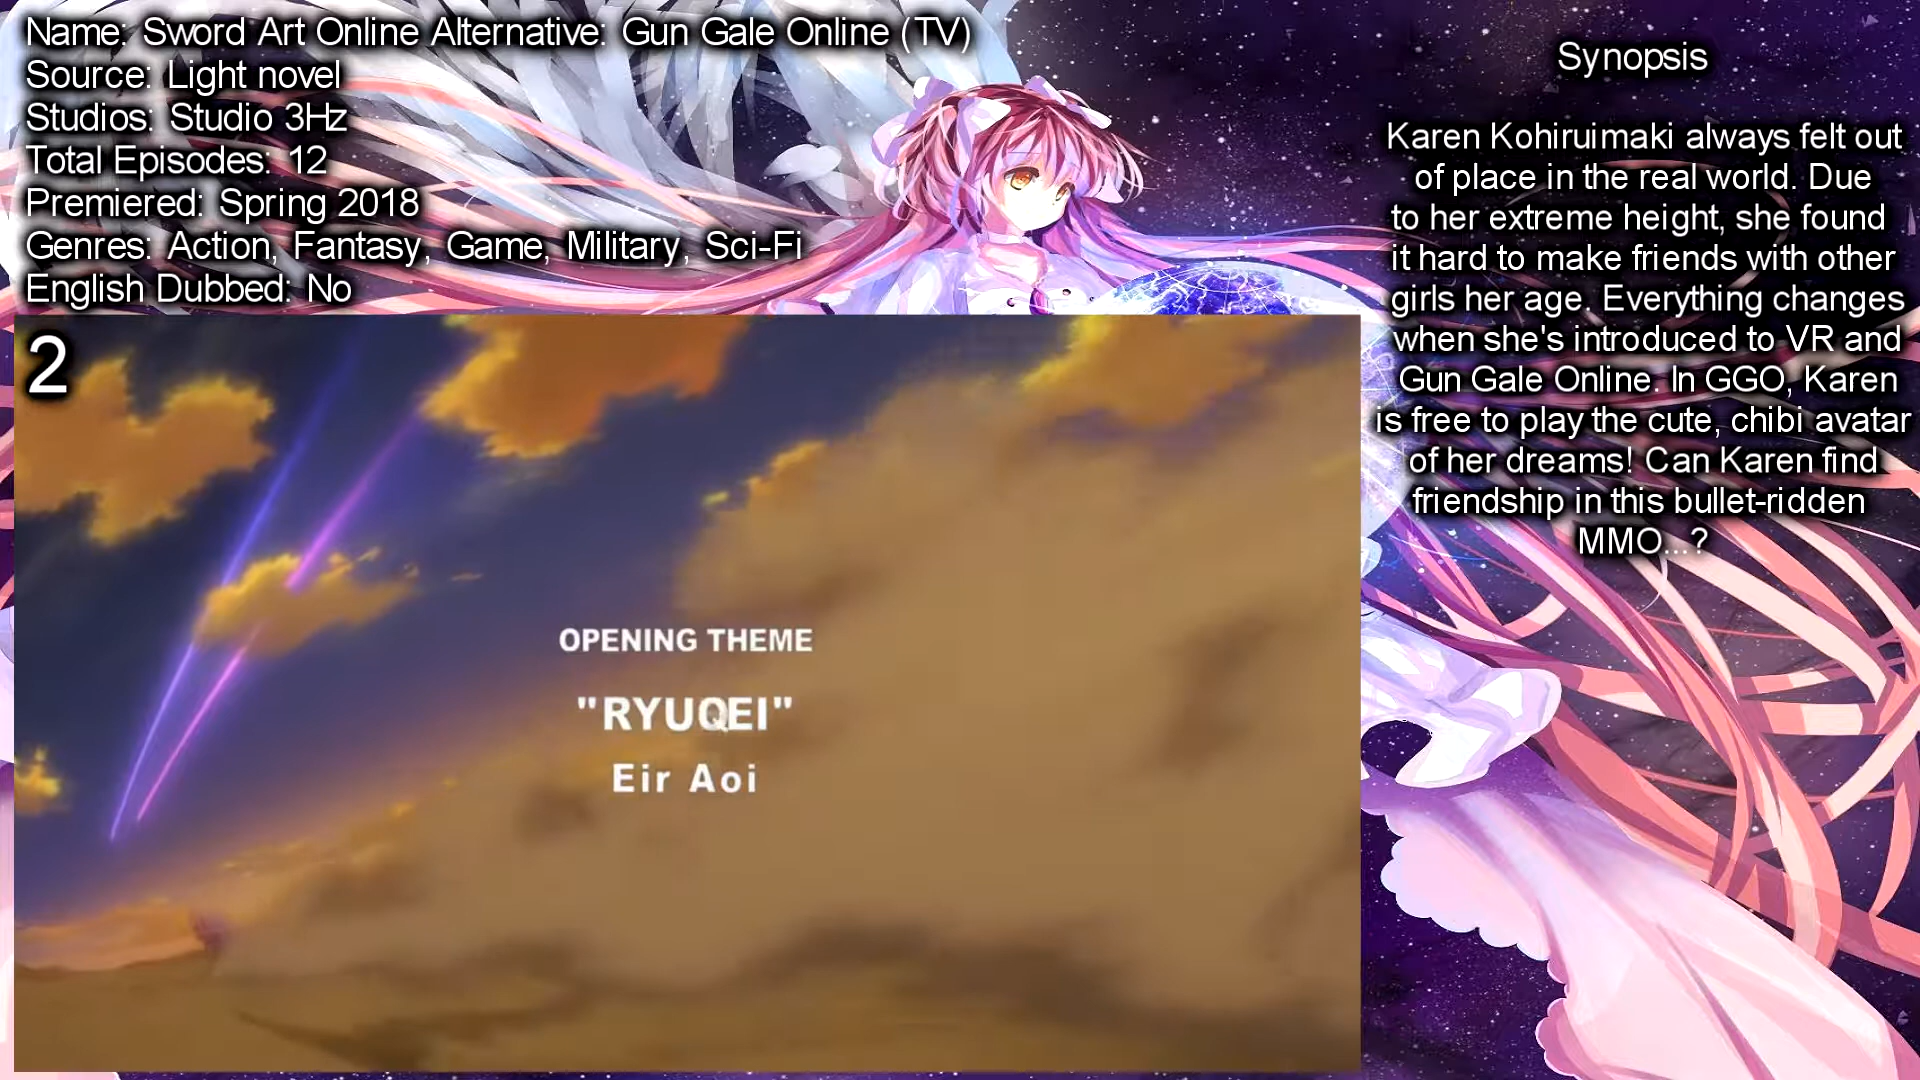 Name: Sword Art Online Alternative: Gun Gale Online (TV)
Source: Light novel
Studios: Studio 3Hz
Total Episodes: 12
Premiered: Spring 2018
Genres: Action, Fantasy, Game, Military, Sci-Fi
English Dubbed: No
2
OPENING THEME
"RYUQEI"
Eir Aoi
Synopsis
Karen Kohiruimaki always felt out
of place in the real world. Due
to her extreme height, she found
it hard to make friends with other
girls her age. Everything changes
when she's introduced to VR and
Gun Gale Online. In GGO, Karen
is free to play the cute, chibi avatar
of her dreams! Can Karen find
friendship in this bullet-ridden
MMO...?